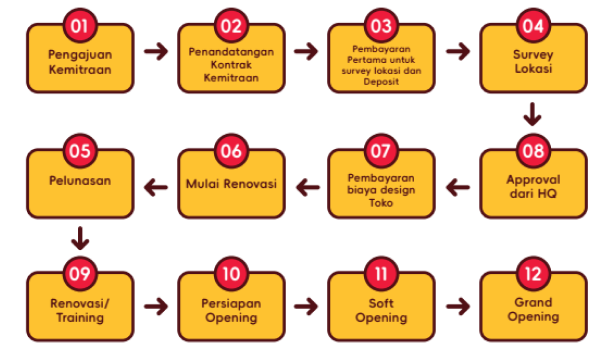 01
Pengajuan
Kemitraan
02
Penandatangan
Kontrak
Kemitraan
03
Pembayaran
Pertama untuk
survey lokasi dan
Deposit
04
Survey
Lokasi
05
Pelunasan
06
Mulai Renovasi
07
Pembayaran
biaya design
Toko
08
Approval
dari HQ
09
Renovasi/
Training
10
Persiapan
Opening
11
Soft
Opening
12
Grand
Opening